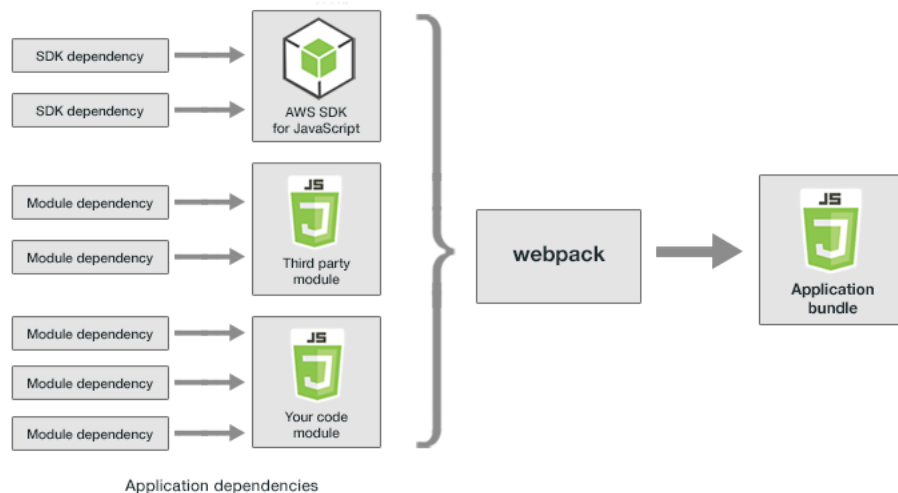 SDK dependency
SDK dependency
AWS SDK
for JavaScript
Module dependency
Module dependency
JS
Third party
module
Module dependency
Module dependency
Module dependency
JS
Your code
module
Application dependencies
webpack
JS
Application
bundle